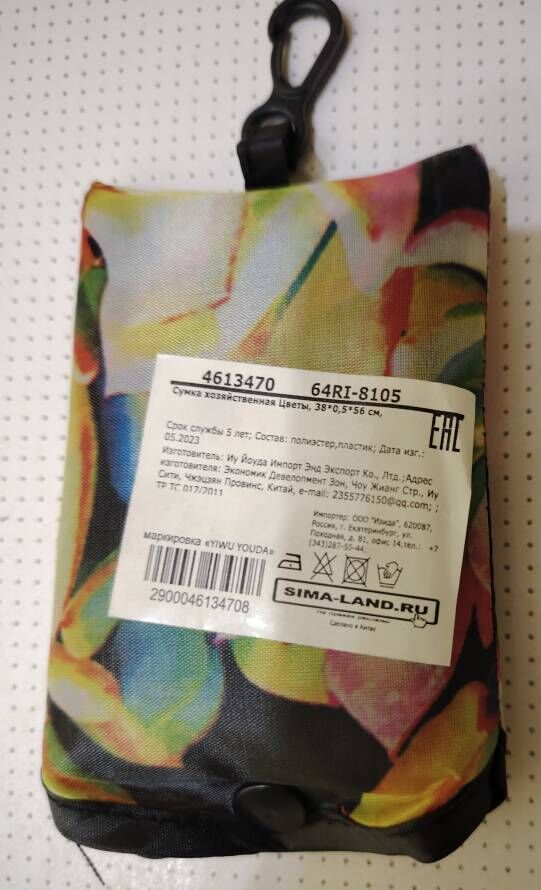 4613470 64RI-8105
Сумка хозяйственная Цветы, 38*0,5*56 см,
EAC
Срок службы 5 лет; Состав: полиэстер,пластик; Дата изг.:
05.2023
Изготовитель: Иу Йоуда Импорт Энд Экспорт Ко., Лтд.;Адрес
изготовителя: Экономик Девелопмент Зон, Чоу Жианг Стр., Иу
Сити, Чжэцзян Провинс, Китай, e-mail: 2355776150@qq.com; ;
ТР ТС 017/2011
Импортер: ООО "Изида", 620087,
Россия, г. Екатеринбург, ул.
Походная, д. 81, офис 14,тел.: +7
(343)287-50-44.
маркировка «YIWU YOUDA»
2900046134708
SIMA-LAND.RU
Сделано в Китае